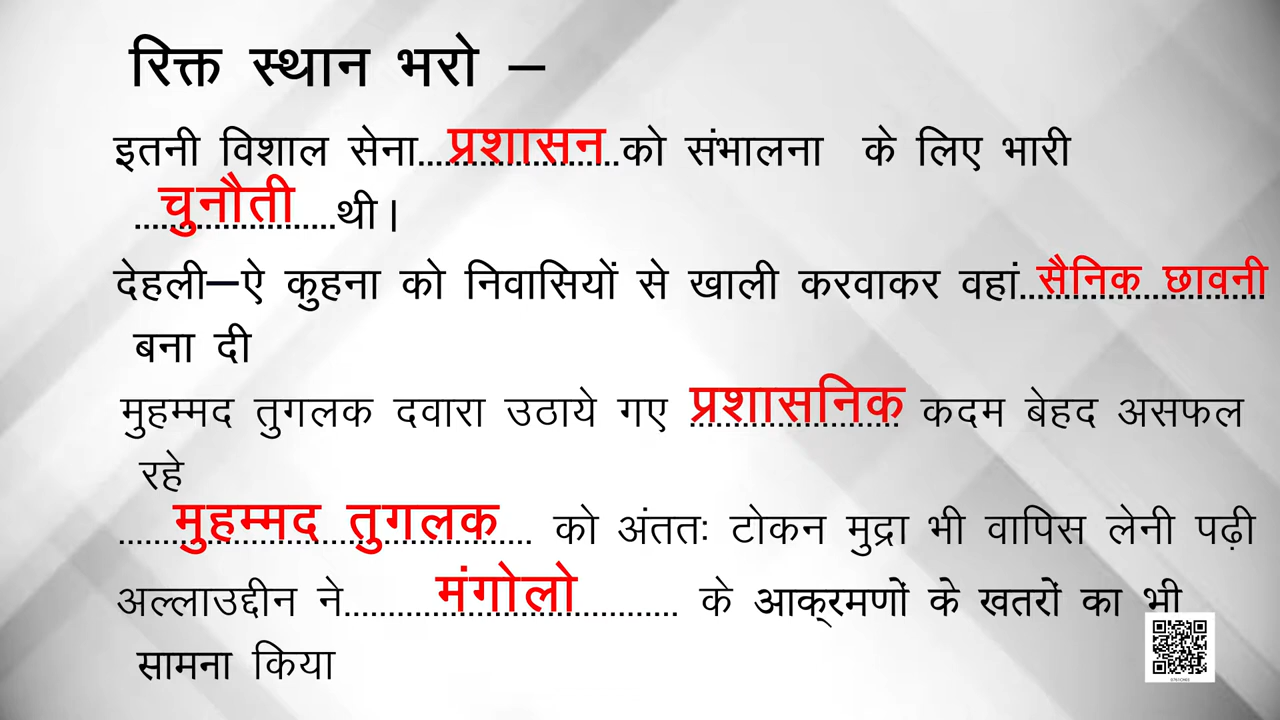 रिक्त स्थान भरो –
इतनी विशाल सेना....प्रशासन....को संभालना के लिए भारी
....चुनौती....थी।
देहली–ऐ कुहना को निवासियों से खाली करवाकर वहां..सैनिक छावनी
बना दी
मुहम्मद तुगलक दवारा उठाये गए प्रशासनिक कदम बेहद असफल
रहे
....मुहम्मद तुगलक.... को अंततः टोकन मुद्रा भी वापिस लेनी पढ़ी
अल्लाउद्दीन ने....मंगोलो.... के आक्रमणों के खतरों का भी
सामना किया